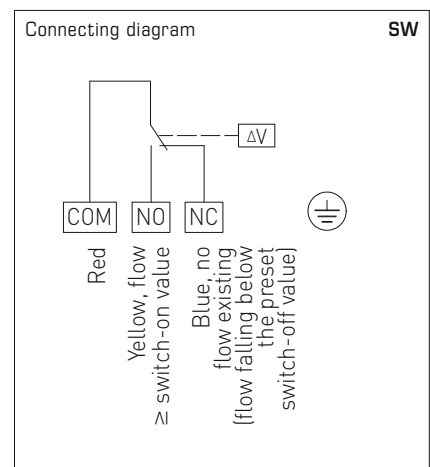 Connecting diagram SW
ΔV
COM NO NC
Red
Yellow, flow
≥ switch-on value
Blue, no
flow existing
(flow falling below
the preset
switch-off value)